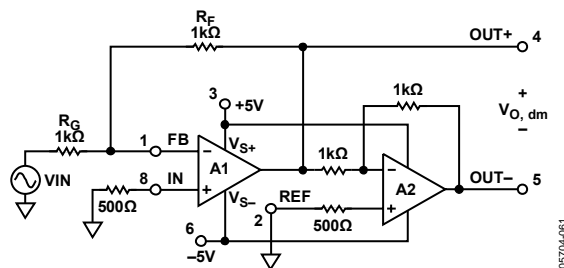 RF
1kΩ
OUT+
4
3
+5V
1kΩ
+
VO, dm
−
RG
1kΩ
1
FB
−
VS+
A1
1kΩ
−
A2
OUT−
5
VIN
8
IN
+
VS−
REF
+
500Ω
2
500Ω
6
−5V
05704-061